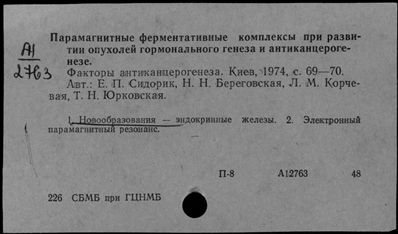 Парамагнитные ферментативные комплексы при разви-
тии опухолей гормонального генеза и антиканцероге-
незе.
А1
2763
Факторы антиканцерогенеза. Киев, 1974, с. 69—70.
Авт.: Е. П. Сидорик, Н. Н. Береговская, Л. М. Корче-
вая, Т. Н. Юрковская.
1. Новообразования — эндокринные железы. 2. Электронный
парамагнитный резонанс.
П-8 А12763 48
226 СБМБ при ГЦНМБ